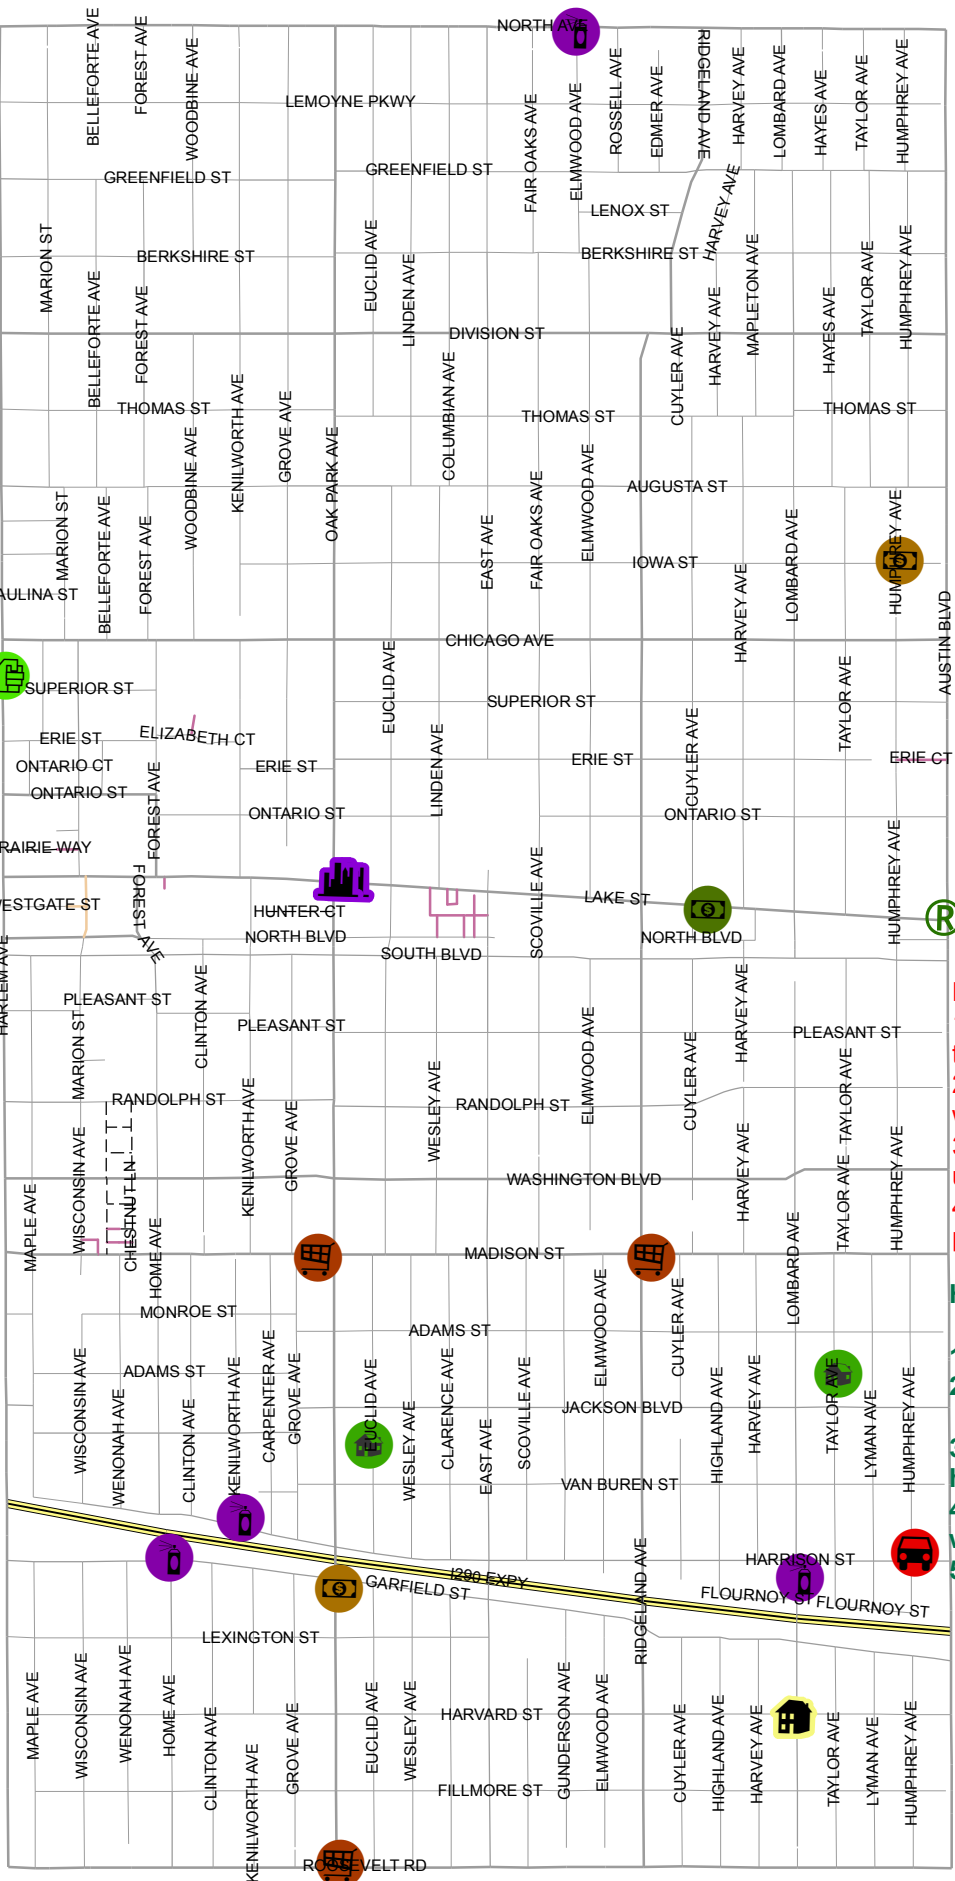 NORTH AVE
BELLEFORTE AVE
FOREST AVE
WOODBINE AVE
LEMOYNE PKWY
FAIR OAKS AVE
ELMWOOD AVE
ROSSELL AVE
EDMER AVE
RIDGELAND AVE
HARVEY AVE
LOMBARD AVE
HAYES AVE
TAYLOR AVE
HUMPHREY AVE
GREENFIELD ST
GREENFIELD ST
LENOX ST
HARVEY AVE
MARION ST
BERKSHIRE ST
EUCLID AVE
LINDEN AVE
BERKSHIRE ST
BELLEFORTE AVE
FOREST AVE
DIVISION ST
CUYLER AVE
HARVEY AVE
MAPLETON AVE
HAYES AVE
TAYLOR AVE
HUMPHREY AVE
THOMAS ST
WOODBINE AVE
KENILWORTH AVE
GROVE AVE
OAK PARK AVE
COLUMBIAN AVE
THOMAS ST
THOMAS ST
MARION ST
BELLEFORTE AVE
FOREST AVE
EAST AVE
FAIR OAKS AVE
ELMWOOD AVE
AUGUSTA ST
IOWA ST
HARVEY AVE
LOMBARD AVE
HUMPHREY AVE
AUSTIN BLVD
AULINA ST
CHICAGO AVE
SUPERIOR ST
EUCLID AVE
SUPERIOR ST
CUYLER AVE
TAYLOR AVE
ERIE ST
ELIZABETH CT
ONTARIO CT
ERIE ST
LINDEN AVE
ERIE ST
ERIE CT
ONTARIO ST
FOREST AVE
ONTARIO ST
ONTARIO ST
RAIRIE WAY
HUMPHREY AVE
SCOVILLE AVE
LAKE ST
ESTGATE ST
FOREST AVE
HUNTER CT
NORTH BLVD
NORTH BLVD
SOUTH BLVD
®
HARLEM AVE
PLEASANT ST
CLINTON AVE
PLEASANT ST
HARVEY AVE
PLEASANT ST
MARION ST
ELMWOOD AVE
CUYLER AVE
TAYLOR AVE
RANDOLPH ST
KENILWORTH AVE
GROVE AVE
WESLEY AVE
RANDOLPH ST
HARVEY AVE
TAYLOR AVE
HUMPHREY AVE
MAPLE AVE
WISCONSIN AVE
CHESTNUT LN
HOME AVE
WASHINGTON BLVD
LOMBARD AVE
MADISON ST
MONROE ST
ADAMS ST
ADAMS ST
ELMWOOD AVE
CUYLER AVE
WISCONSIN AVE
WENONAH AVE
CLINTON AVE
KENILWORTH AVE
CARPENTER AVE
GROVE AVE
EUCLID AVE
WESLEY AVE
CLARENCE AVE
EAST AVE
SCOVILLE AVE
JACKSON BLVD
HIGHLAND AVE
HARVEY AVE
TAYLOR AVE
LYMAN AVE
HUMPHREY AVE
VAN BUREN ST
HARRISON ST
I290 EXPY
GARFIELD ST
RIDGELAND AVE
FLOURNOY ST
FLOURNOY ST
LEXINGTON ST
MAPLE AVE
WISCONSIN AVE
WENONAH AVE
HOME AVE
CLINTON AVE
KENILWORTH AVE
GROVE AVE
EUCLID AVE
WESLEY AVE
HARVARD ST
GUNDERSON AVE
ELMWOOD AVE
CUYLER AVE
HIGHLAND AVE
HARVEY AVE
TAYLOR AVE
LYMAN AVE
HUMPHREY AVE
FILLMORE ST
ROOSEVELT RD